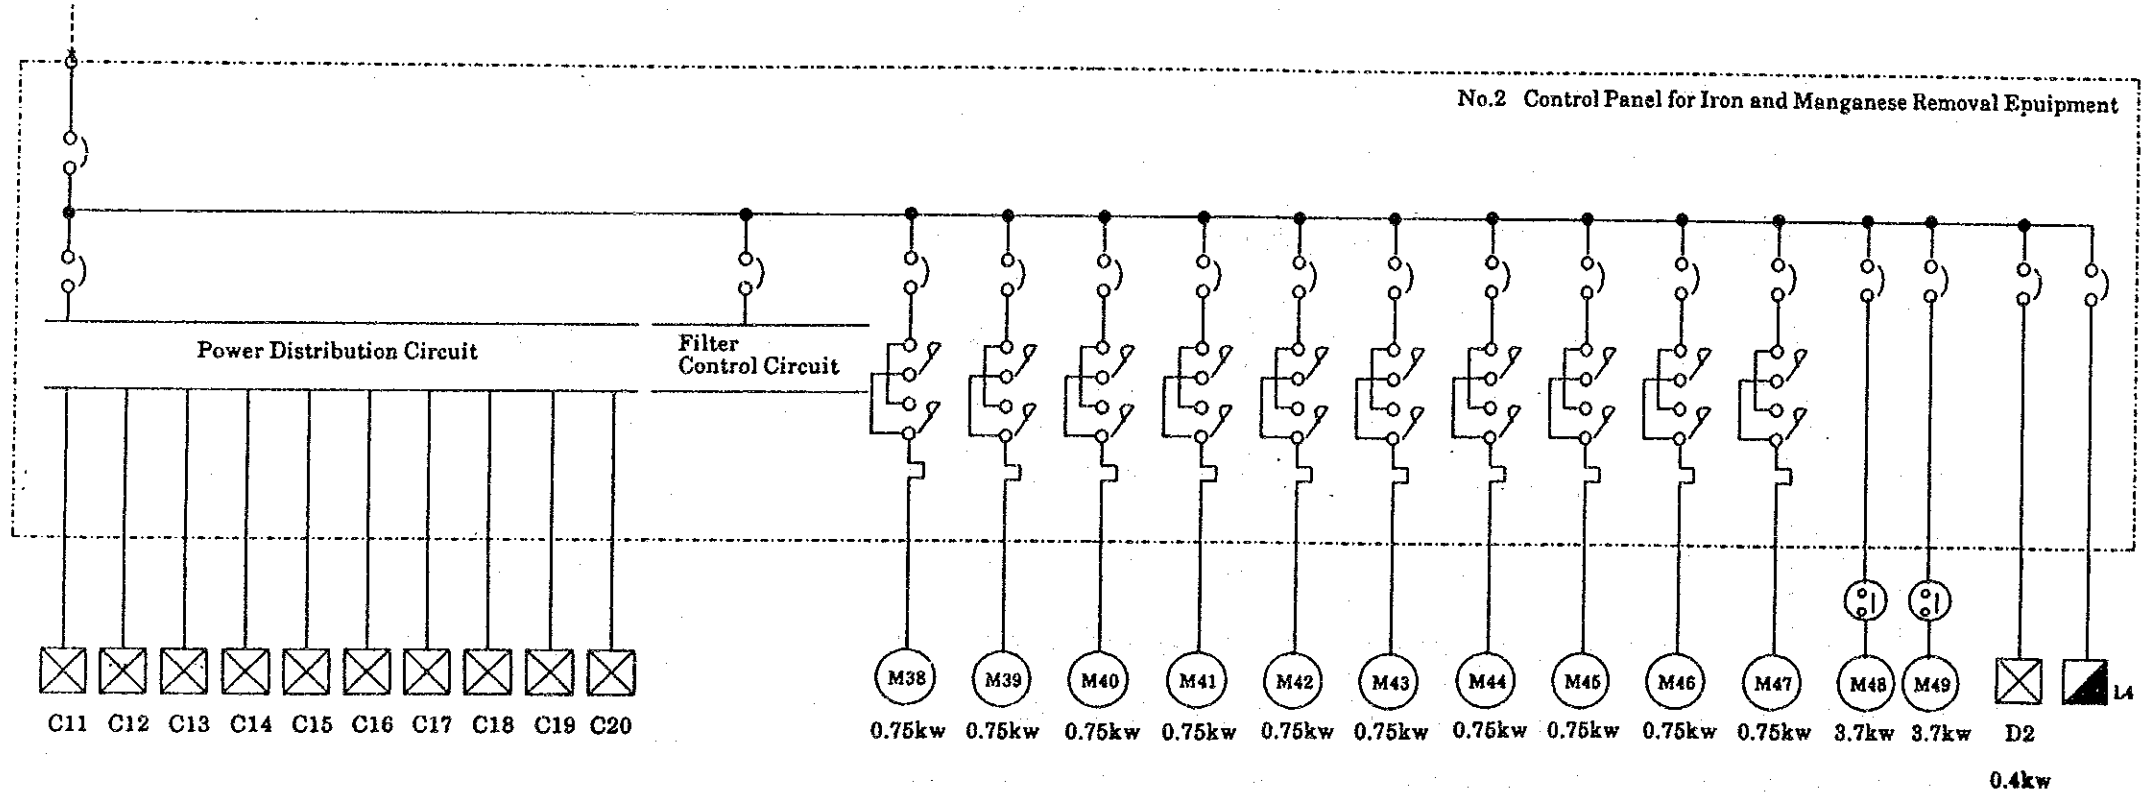 No.2 Control Panel for Iron and Manganese Removal Epuipment
Power Distribution Circuit
Filter
Control Circuit
C11 C12 C13 C14 C15 C16 C17 C18 C19 C20
M38 M39 M40 M41 M42 M43 M44 M45 M46 M47 M48 M49
L4
0.75kw 0.75kw 0.75kw 0.75kw 0.75kw 0.75kw 0.75kw 0.75kw 0.75kw 0.75kw 3.7kw 3.7kw D2
0.4kw